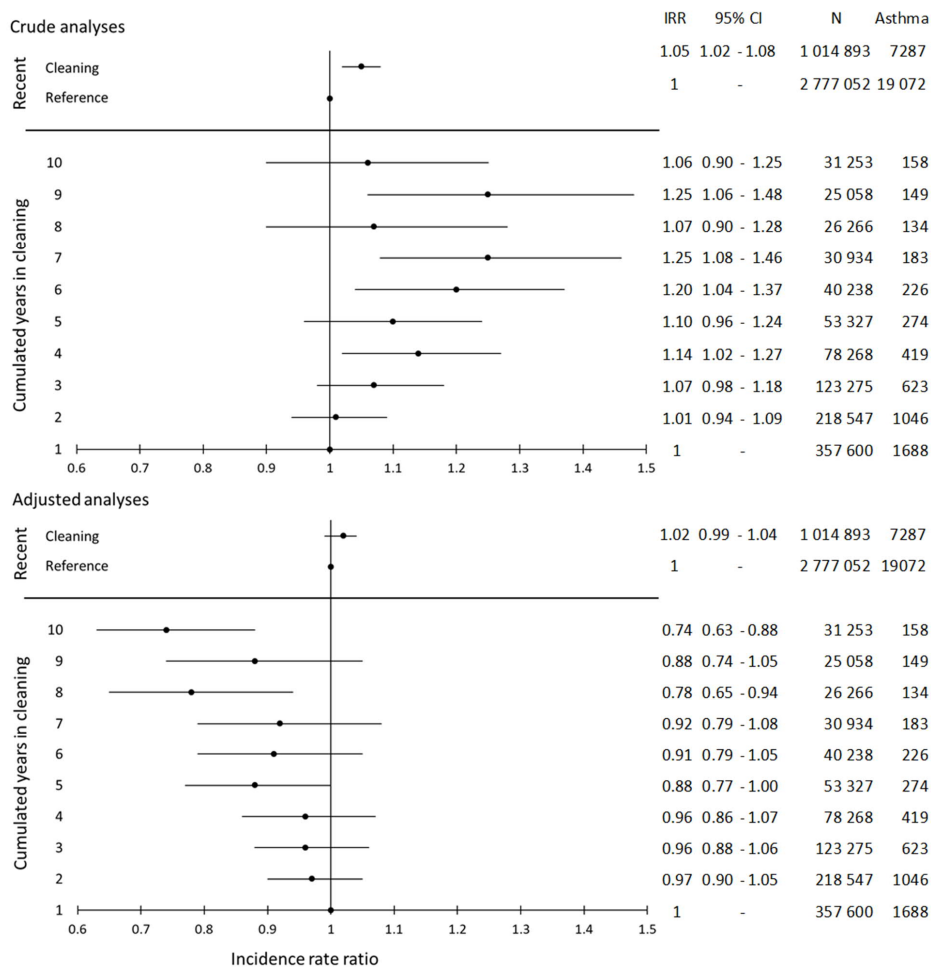 IRR 95% CI N Asthma
Crude analyses
1.05 1.02 - 1.08 1 014 893 7287
Recent
Cleaning
Reference
1 - 2 777 052 19 072
Cumulated years in cleaning
10 1.06 0.90 - 1.25 31 253 158
9 1.25 1.06 - 1.48 25 058 149
8 1.07 0.90 - 1.28 26 266 134
7 1.25 1.08 - 1.46 30 934 183
6 1.20 1.04 - 1.37 40 238 226
5 1.10 0.96 - 1.24 53 327 274
4 1.14 1.02 - 1.27 78 268 419
3 1.07 0.98 - 1.18 123 275 623
2 1.01 0.94 - 1.09 218 547 1046
1 1 - 357 600 1688
0.6 0.7 0.8 0.9 1 1.1 1.2 1.3 1.4 1.5
Adjusted analyses
Recent
Cleaning 1.02 0.99 - 1.04 1 014 893 7287
Reference 1 - 2 777 052 19072
Cumulated years in cleaning
10 0.74 0.63 - 0.88 31 253 158
9 0.88 0.74 - 1.05 25 058 149
8 0.78 0.65 - 0.94 26 266 134
7 0.92 0.79 - 1.08 30 934 183
6 0.91 0.79 - 1.05 40 238 226
5 0.88 0.77 - 1.00 53 327 274
4 0.96 0.86 - 1.07 78 268 419
3 0.96 0.88 - 1.06 123 275 623
2 0.97 0.90 - 1.05 218 547 1046
1 1 - 357 600 1688
0.6 0.7 0.8 0.9 1 1.1 1.2 1.3 1.4 1.5
Incidence rate ratio